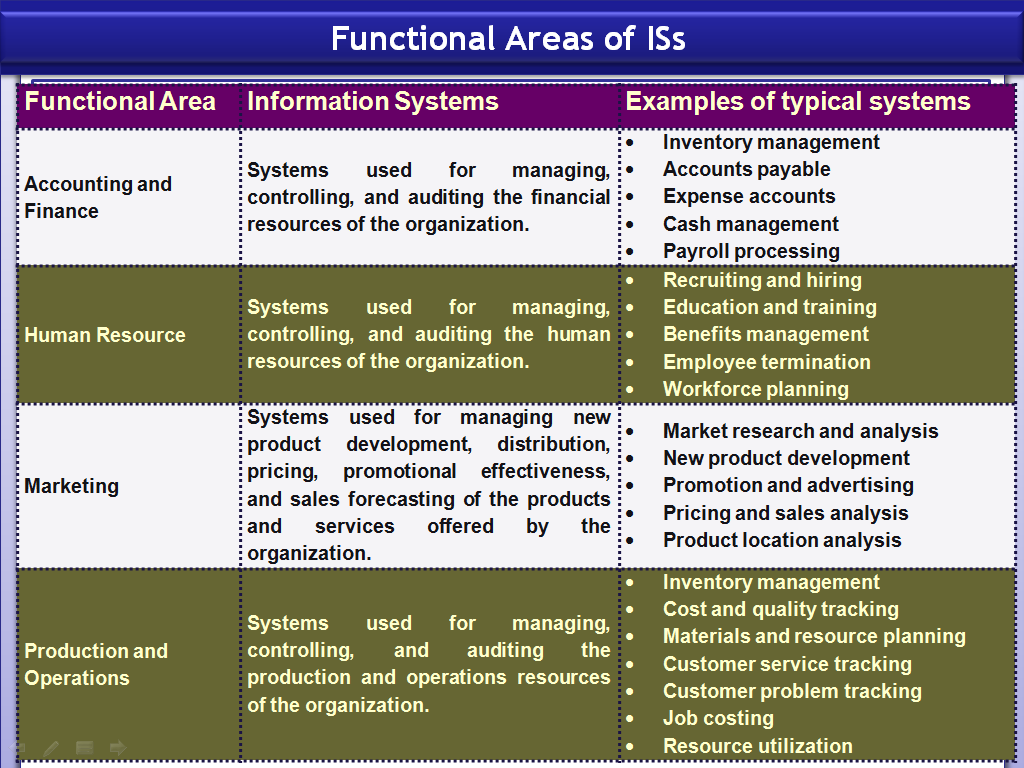 Functional Areas of ISs
Functional Area
Information Systems
Examples of typical systems
Accounting and
Finance
Systems used for managing,
controlling, and auditing the financial
resources of the organization.
• Inventory management
• Accounts payable
• Expense accounts
• Cash management
• Payroll processing
Human Resource
Systems used for managing,
controlling, and auditing the human
resources of the organization.
• Recruiting and hiring
• Education and training
• Benefits management
• Employee termination
• Workforce planning
Marketing
Systems used for managing new
product development, distribution,
pricing, promotional effectiveness,
and sales forecasting of the products
and services offered by the
organization.
• Market research and analysis
• New product development
• Promotion and advertising
• Pricing and sales analysis
• Product location analysis
Production and
Operations
Systems used for managing,
controlling, and auditing the
production and operations resources
of the organization.
• Inventory management
• Cost and quality tracking
• Materials and resource planning
• Customer service tracking
• Customer problem tracking
• Job costing
• Resource utilization